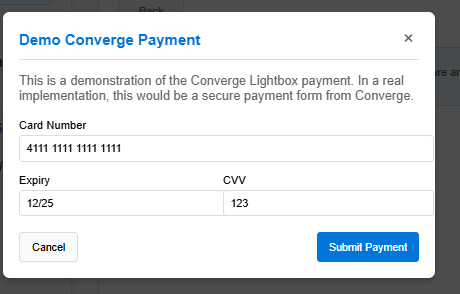 Back
Demo Converge Payment ×
This is a demonstration of the Converge Lightbox payment. In a real
implementation, this would be a secure payment form from Converge.
Card Number
4111 1111 1111 1111
Expiry CVV
12/25 123
Cancel Submit Payment